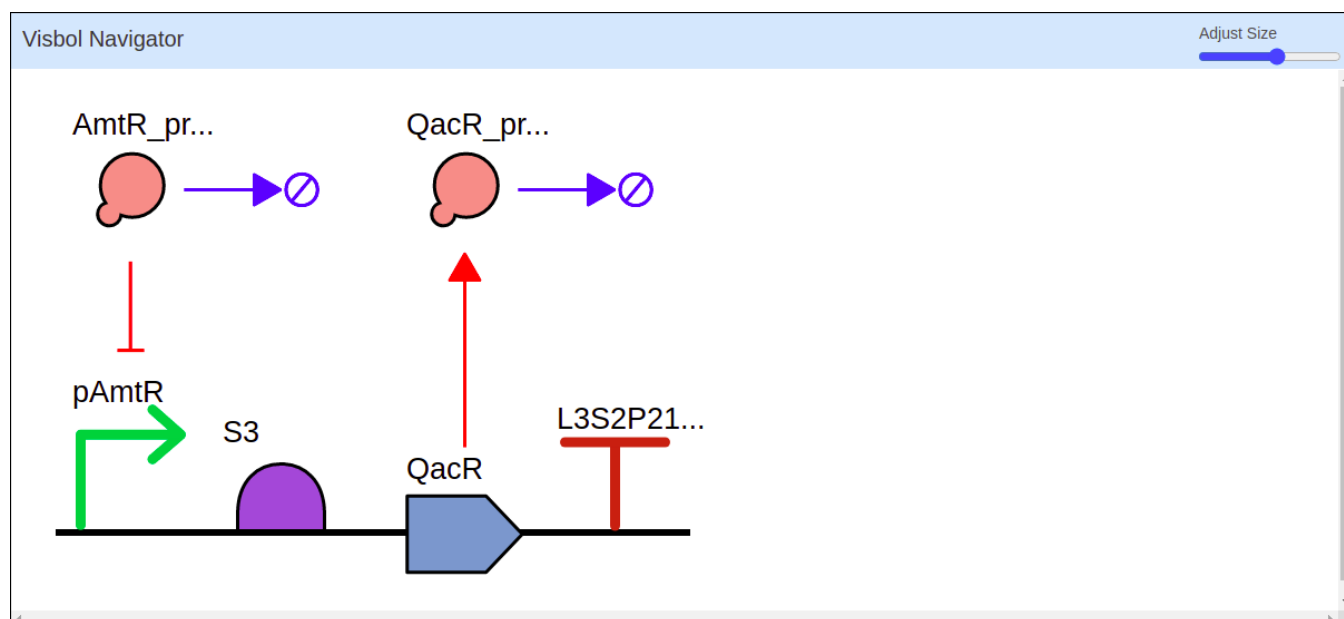 Visbol Navigator
Adjust Size
AmtR_pr...
QacR_pr...
pAmtR
S3
QacR
L3S2P21...